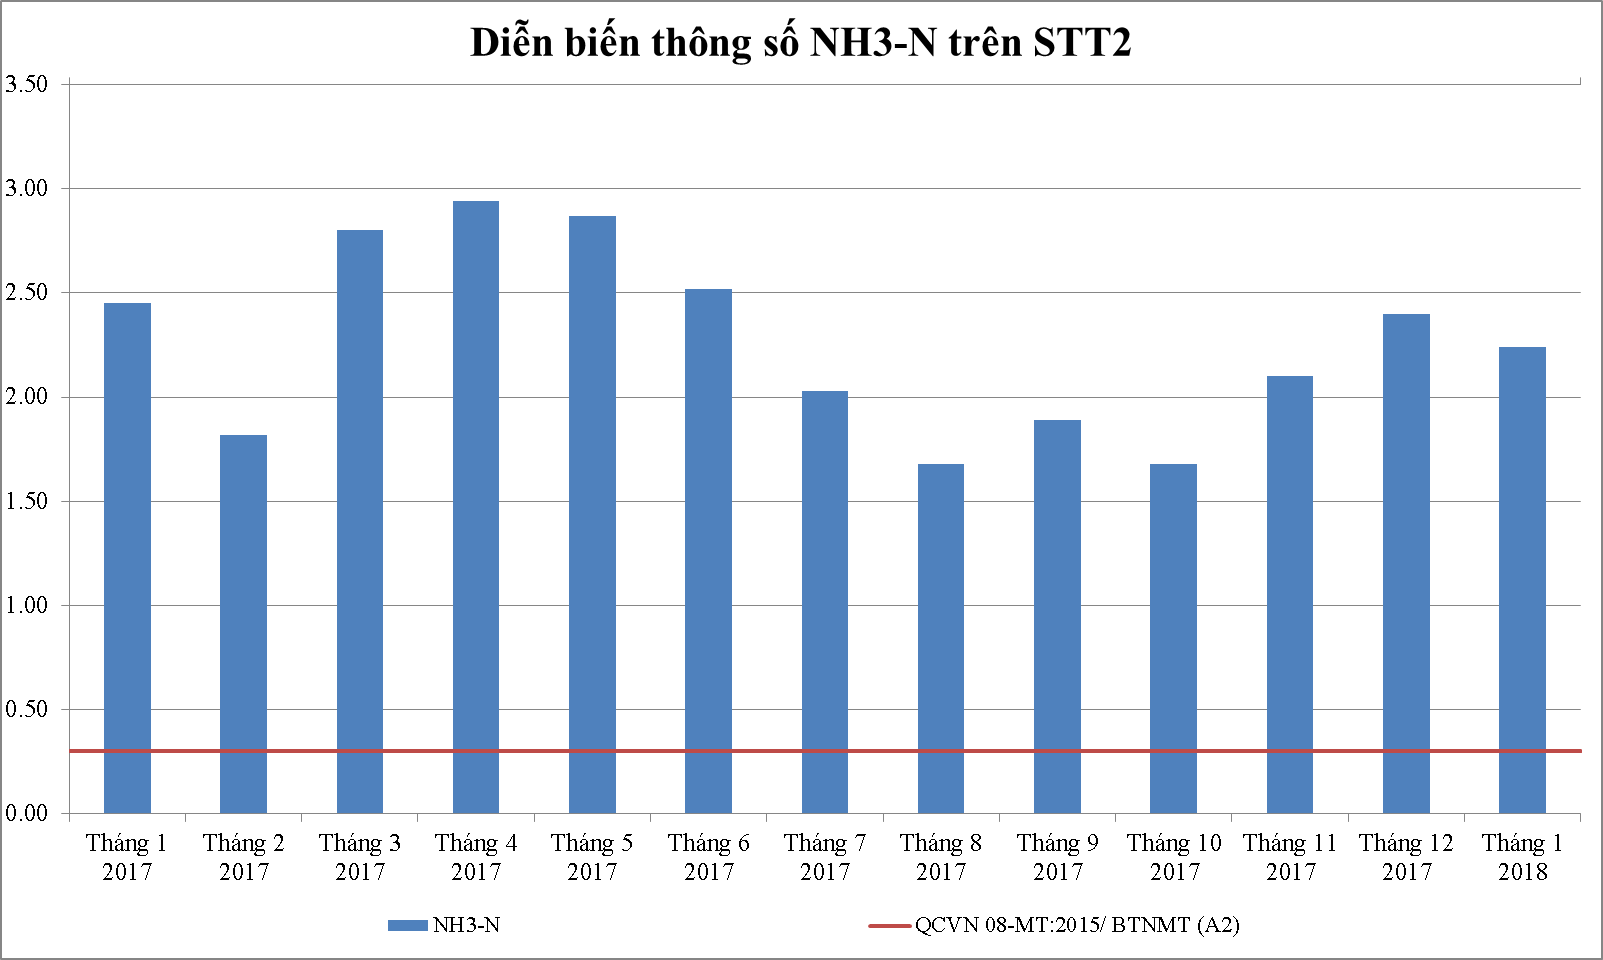 Diễn biến thông số NH3-N trên STT2
3.50
3.00
2.50
2.00
1.50
1.00
0.50
0.00
Tháng 1 Tháng 2 Tháng 3 Tháng 4 Tháng 5 Tháng 6 Tháng 7 Tháng 8 Tháng 9 Tháng 10 Tháng 11 Tháng 12 Tháng 1
2017 2017 2017 2017 2017 2017 2017 2017 2017 2017 2017 2017 2018
NH3-N QCVN 08-MT:2015/ BTNMT (A2)